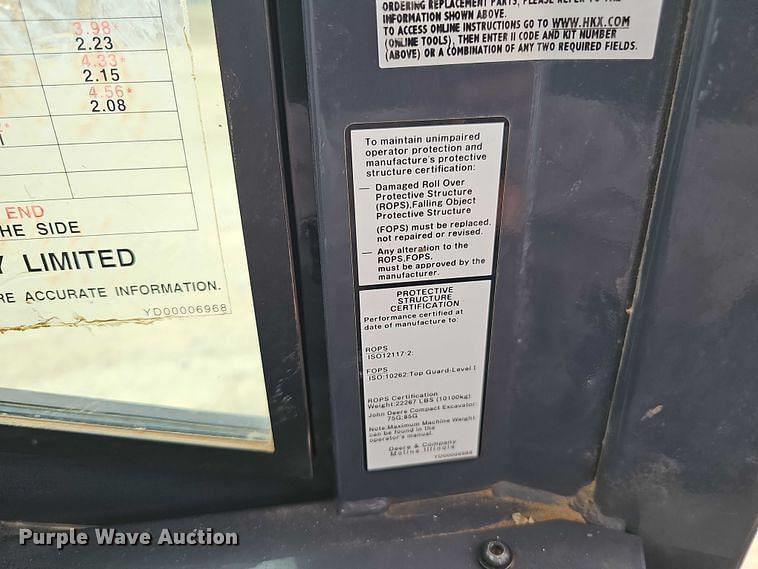 3.98*
2.23
4.33*
2.15
4.56*
2.08
END
HE SIDE
Y LIMITED
RE ACCURATE INFORMATION.
YD00006968
ORDERING REPLACEMENT PARTS, PLEASE REFER TO THE
INFORMATION SHOWN ABOVE.
TO ACCESS ONLINE INSTRUCTIONS GO TO WWW.HKX.COM
(ONLINE TOOLS), THEN ENTER II CODE AND KIT NUMBER
(ABOVE) OR A COMBINATION OF ANY TWO REQUIRED FIELDS.
To maintain unimpaired
operator protection and
manufacture's protective
structure certification:
— Damaged Roll Over
Protective Structure
(ROPS),Falling Object
Protective Structure
(FOPS) must be replaced,
not repaired or revised.
— Any alteration to the
ROPS,FOPS,
must be approved by the
manufacturer.
PROTECTIVE
STRUCTURE
CERTIFICATION
Performance certified at
date of manufacture to:
ROPS
ISO12117-2:
FOPS
ISO:10262:Top Guard-Level I
ROPS Certification
Weight:22267 LBS (10100kg)
John Deere Compact Excavator
75G;85G
Note:Maximum Machine Weight
can be found in the
operator's manual.
Deere & Company
Moline Illinois
YD00006966
Purple Wave Auction
Purple Wave Auction